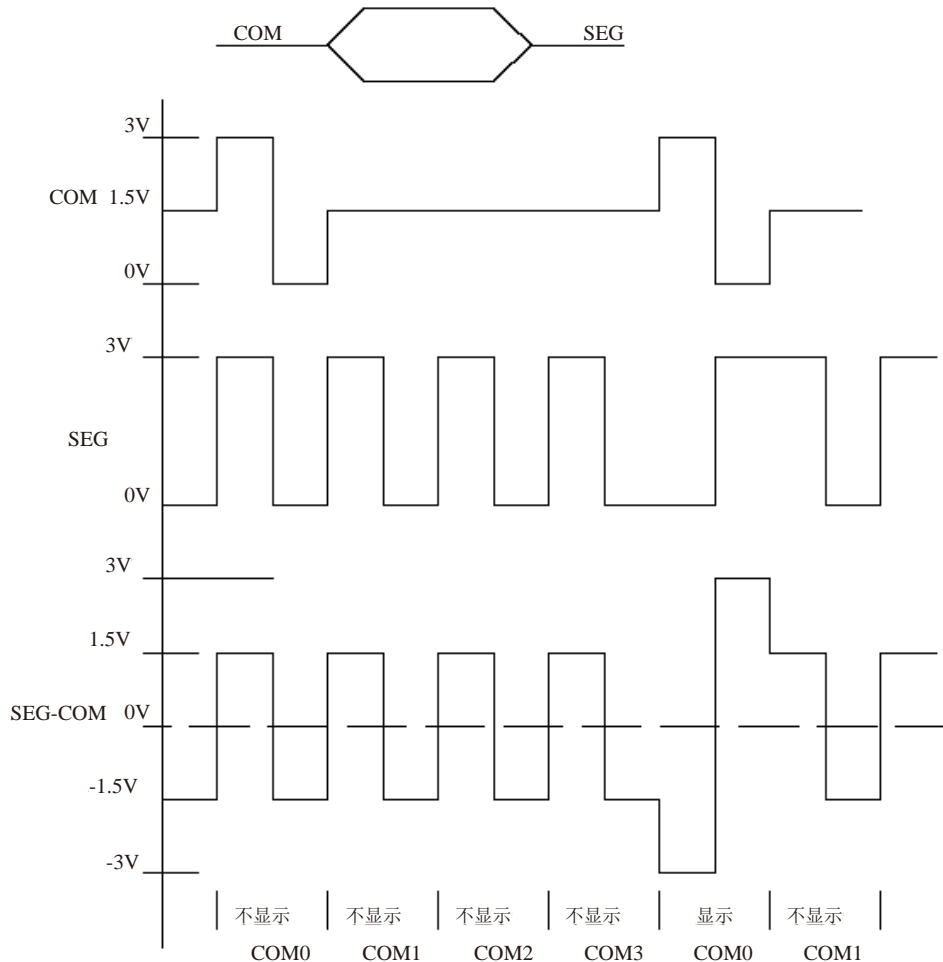 COM SEG
3V
COM 1.5V
0V
3V
SEG
0V
3V
1.5V
SEG-COM 0V
-1.5V
-3V
不显示 不显示 不显示 不显示 显示 不显示
COM0 COM1 COM2 COM3 COM0 COM1